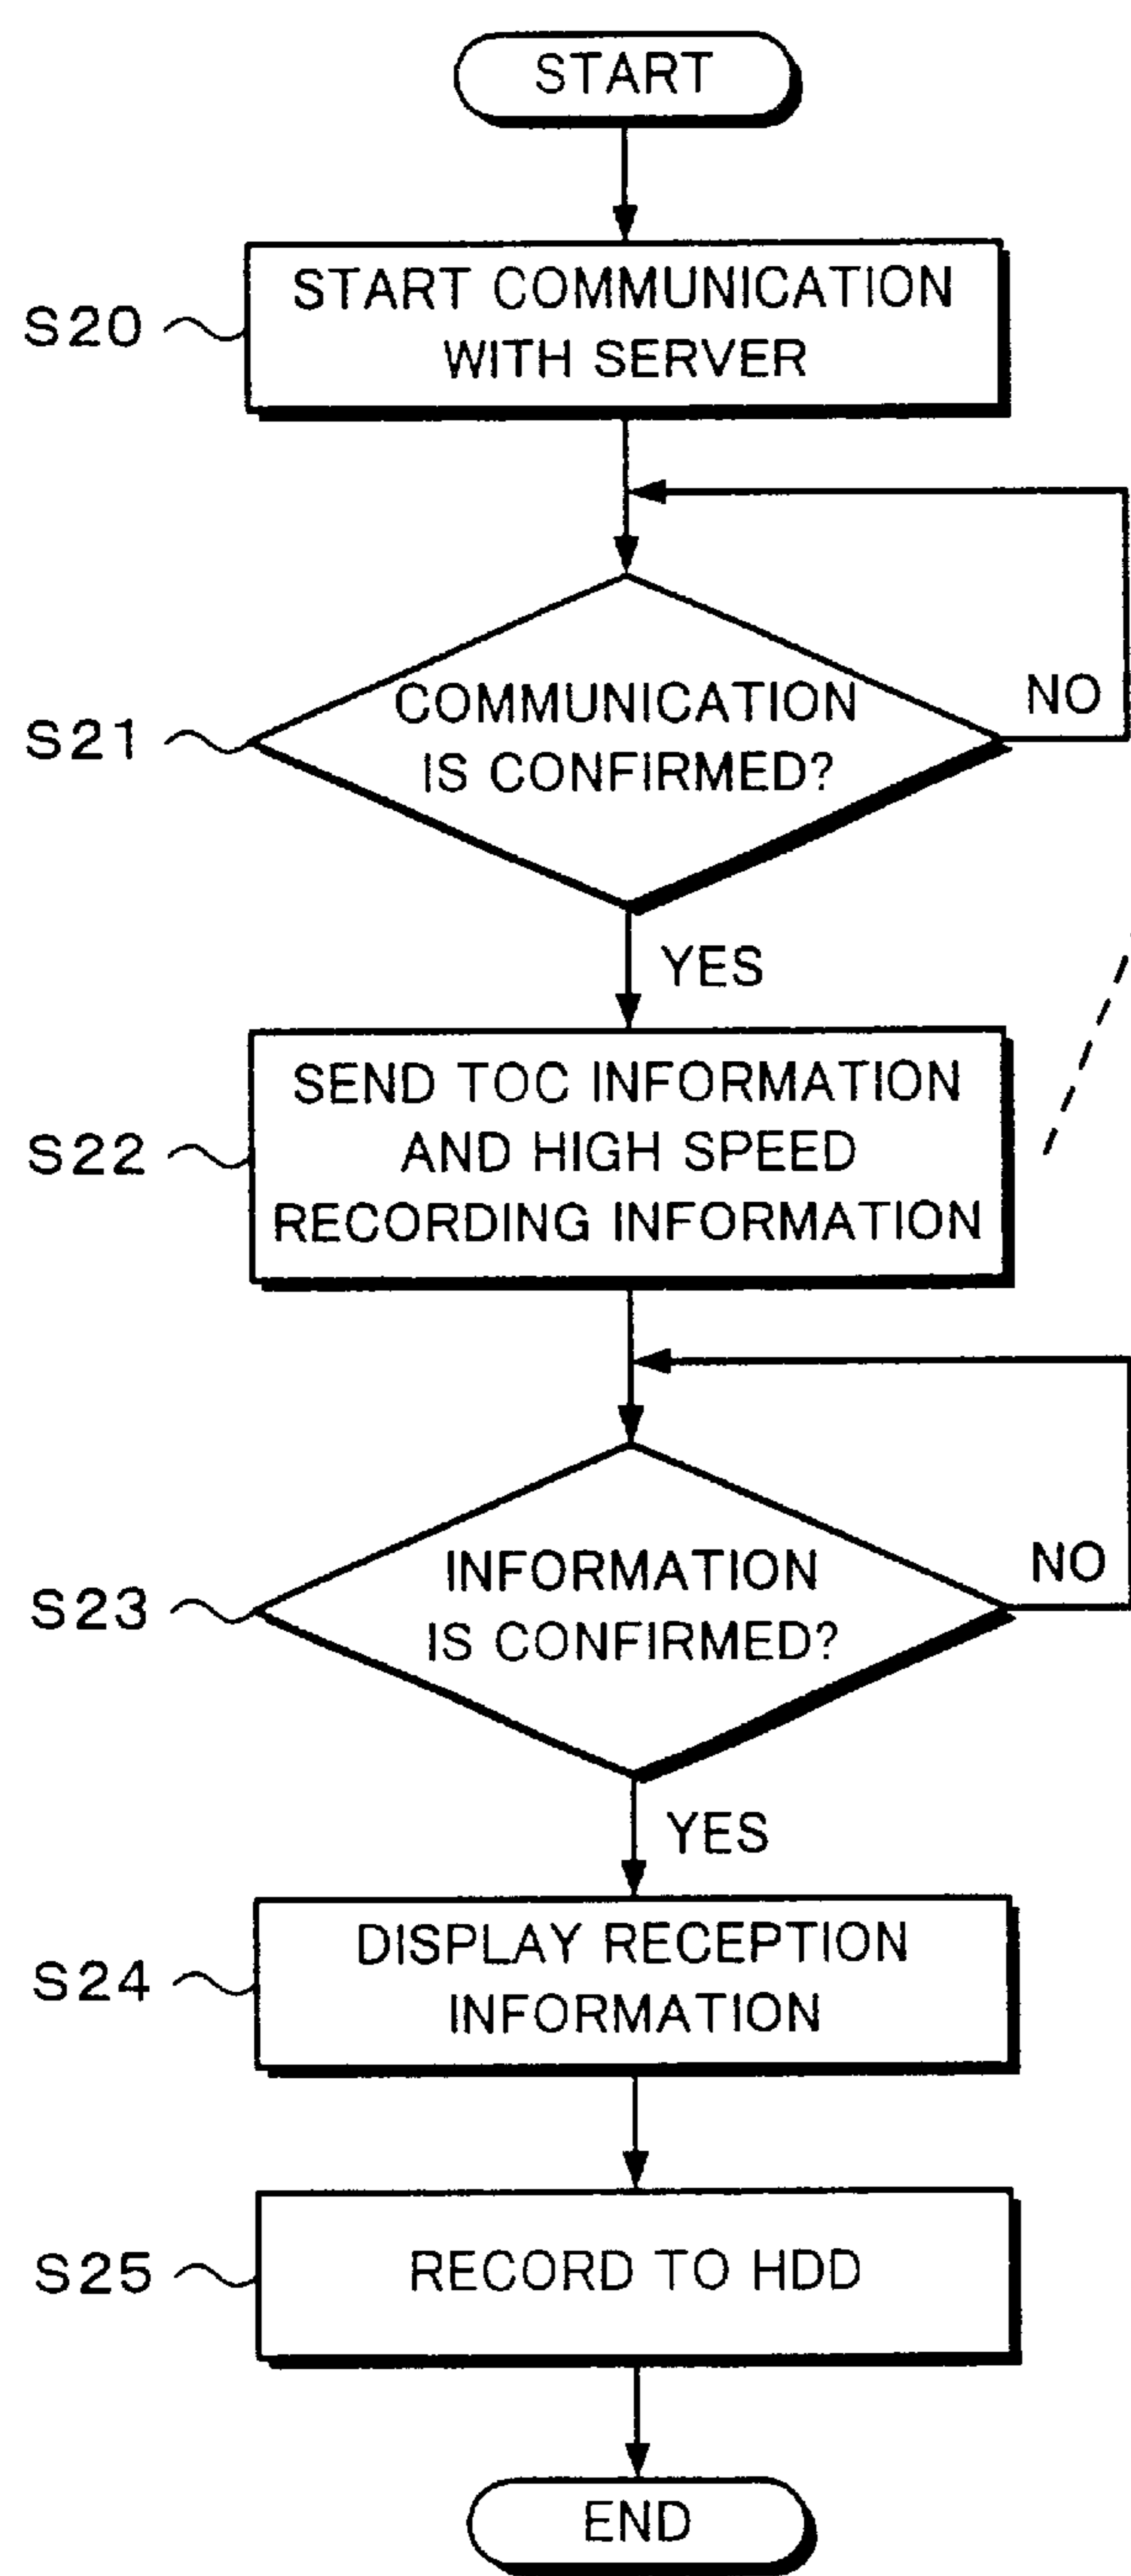 START
S20
START COMMUNICATION
WITH SERVER
S21
COMMUNICATION
IS CONFIRMED?
NO
YES
S22
SEND TOC INFORMATION
AND HIGH SPEED
RECORDING INFORMATION
S23
INFORMATION
IS CONFIRMED?
NO
YES
S24
DISPLAY RECEPTION
INFORMATION
S25
RECORD TO HDD
END